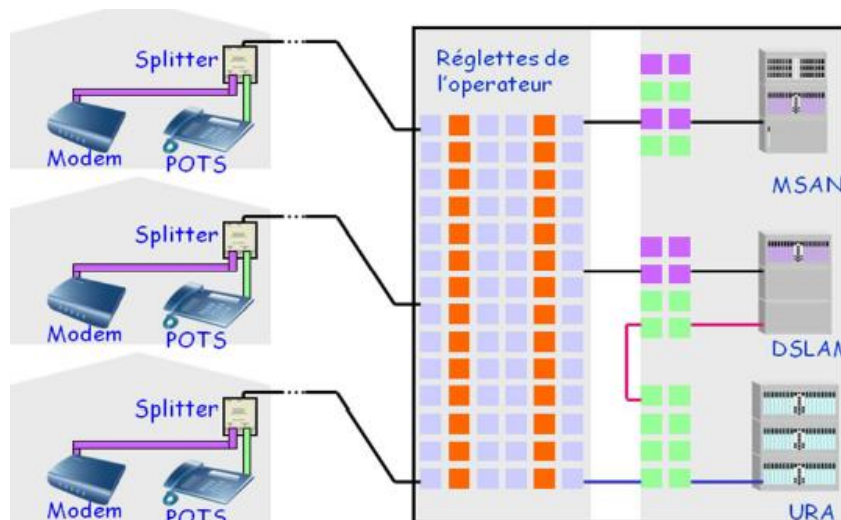 Splitter
Modem
POTS
Splitter
Modem
POTS
Splitter
Modem
POTS
Réglettes de
l'operateur
MSAN
DSLAM
URA